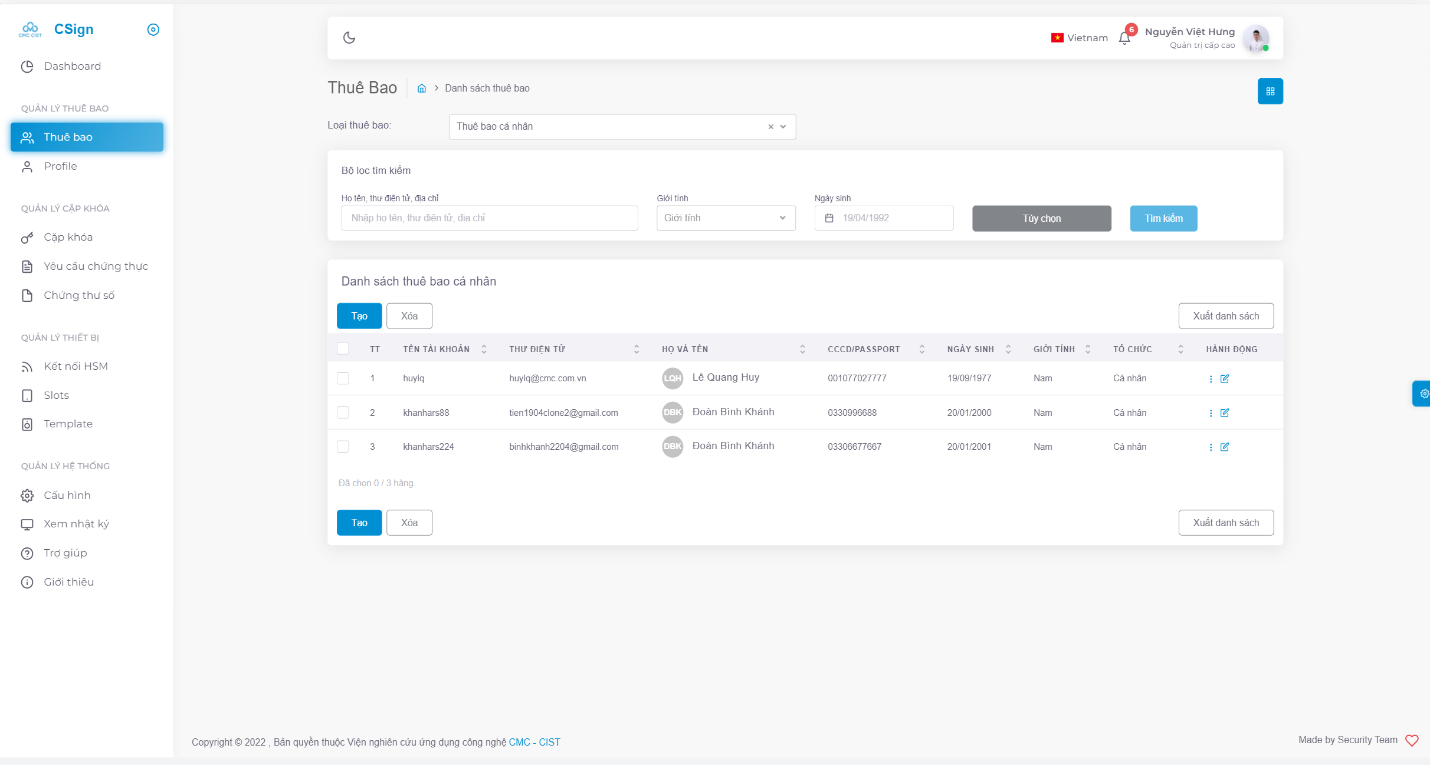 CMC CIST
CSign
Dashboard
QUẢN LÝ THUÊ BAO
Thuê bao
Profile
QUẢN LÝ CẶP KHÓA
Cặp khóa
Yêu cầu chứng thực
Chứng thư số
QUẢN LÝ THIẾT BỊ
Kết nối HSM
Slots
Template
QUẢN LÝ HỆ THỐNG
Cấu hình
Xem nhật ký
Trợ giúp
Giới thiệu
Vietnam
6
Nguyễn Việt Hưng
Quản trị cấp cao
Thuê Bao
Danh sách thuê bao
Loại thuê bao:
Thuê bao cá nhân
Bộ lọc tìm kiếm
Họ tên, thư điện tử, địa chỉ
Giới tính
Ngày sinh
Nhập họ tên, thư điện tử, địa chỉ
Giới tính
19/04/1992
Tùy chọn
Tìm kiếm
Danh sách thuê bao cá nhân
Tạo
Xóa
Xuất danh sách
TT TÊN TÀI KHOẢN THƯ ĐIỆN TỬ HỌ VÀ TÊN CCCD/PASSPORT NGÀY SINH GIỚI TÍNH TỔ CHỨC HÀNH ĐỘNG
1 huylq huylq@cmc.com.vn LQH Lê Quang Huy 001077027777 19/09/1977 Nam Cá nhân
2 khanhars88 tien1904clone2@gmail.com DBK Đoàn Bình Khánh 0330996688 20/01/2000 Nam Cá nhân
3 khanhars224 binhkhanh2204@gmail.com DBK Đoàn Bình Khánh 03306677667 20/01/2001 Nam Cá nhân
Đã chọn 0 / 3 hàng.
Tạo
Xóa
Xuất danh sách
Copyright © 2022 , Bản quyền thuộc Viện nghiên cứu ứng dụng công nghệ CMC - CIST
Made by Security Team